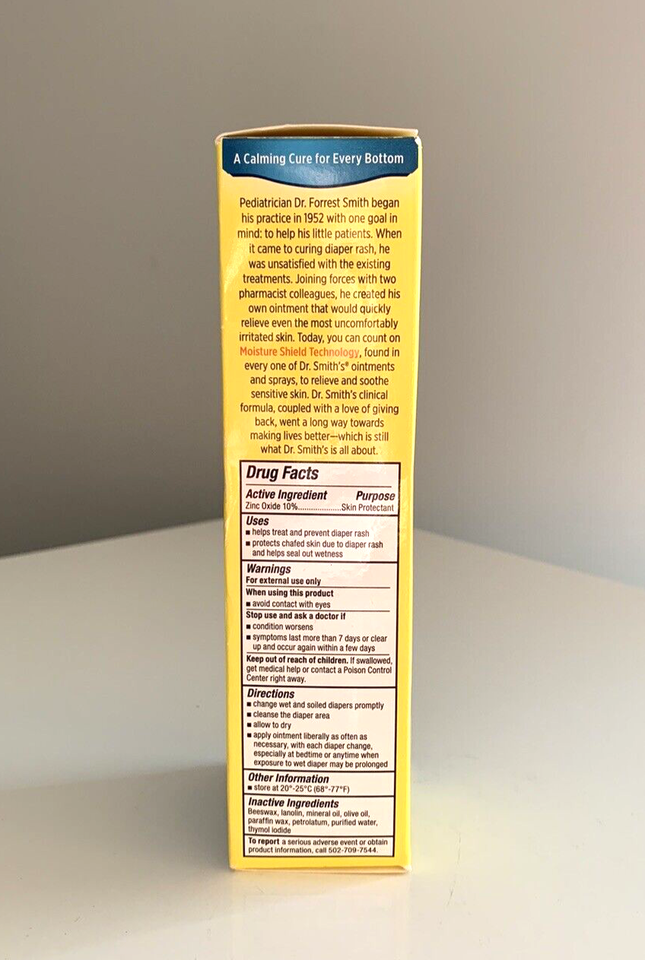 A Calming Cure for Every Bottom
Pediatrician Dr. Forrest Smith began
his practice in 1952 with one goal in
mind: to help his little patients. When
it came to curing diaper rash, he
was unsatisfied with the existing
treatments. Joining forces with two
pharmacist colleagues, he created his
own ointment that would quickly
relieve even the most uncomfortably
irritated skin. Today, you can count on
Moisture Shield Technology, found in
every one of Dr. Smith's® ointments
and sprays, to relieve and soothe
sensitive skin. Dr. Smith's clinical
formula, coupled with a love of giving
back, went a long way towards
making lives better—which is still
what Dr. Smith's is all about.
Drug Facts
Active Ingredient Purpose
Zinc Oxide 10%....................Skin Protectant
Uses
■ helps treat and prevent diaper rash
■ protects chafed skin due to diaper rash
and helps seal out wetness
Warnings
For external use only
When using this product
■ avoid contact with eyes
Stop use and ask a doctor if
■ condition worsens
■ symptoms last more than 7 days or clear
up and occur again within a few days
Keep out of reach of children. If swallowed,
get medical help or contact a Poison Control
Center right away.
Directions
■ change wet and soiled diapers promptly
■ cleanse the diaper area
■ allow to dry
■ apply ointment liberally as often as
necessary, with each diaper change,
especially at bedtime or anytime when
exposure to wet diaper may be prolonged
Other Information
■ store at 20°-25°C (68°-77°F)
Inactive Ingredients
Beeswax, lanolin, mineral oil, olive oil,
paraffin wax, petrolatum, purified water,
thymol iodide
To report a serious adverse event or obtain
product information, call 502-709-7544.